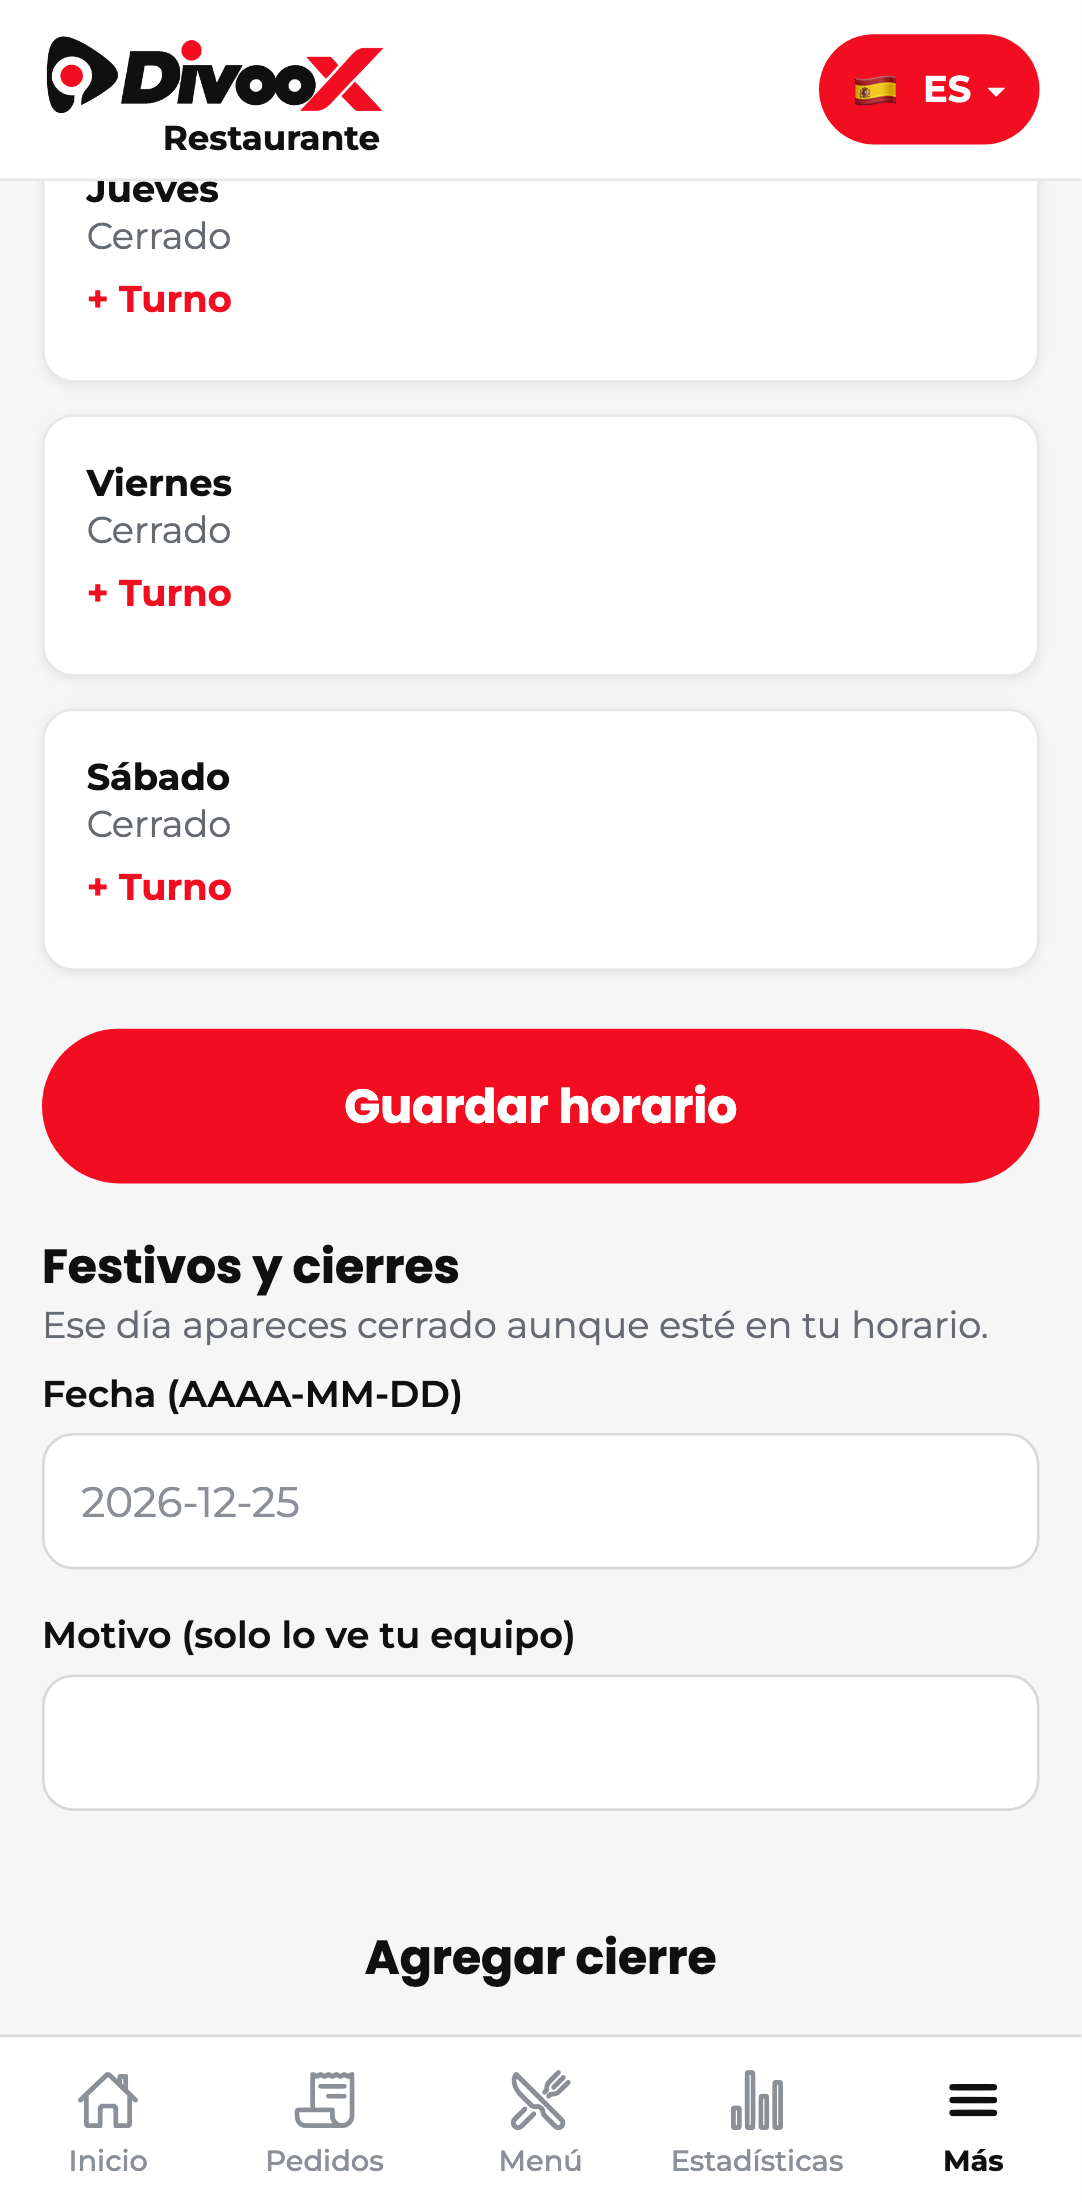 DivooX
Restaurante
ES
Jueves
Cerrado
+ Turno
Viernes
Cerrado
+ Turno
Sábado
Cerrado
+ Turno
Guardar horario
Festivos y cierres
Ese día apareces cerrado aunque esté en tu horario.
Fecha (AAAA-MM-DD)
2026-12-25
Motivo (solo lo ve tu equipo)
Agregar cierre
Inicio
Pedidos
Menú
Estadísticas
Más